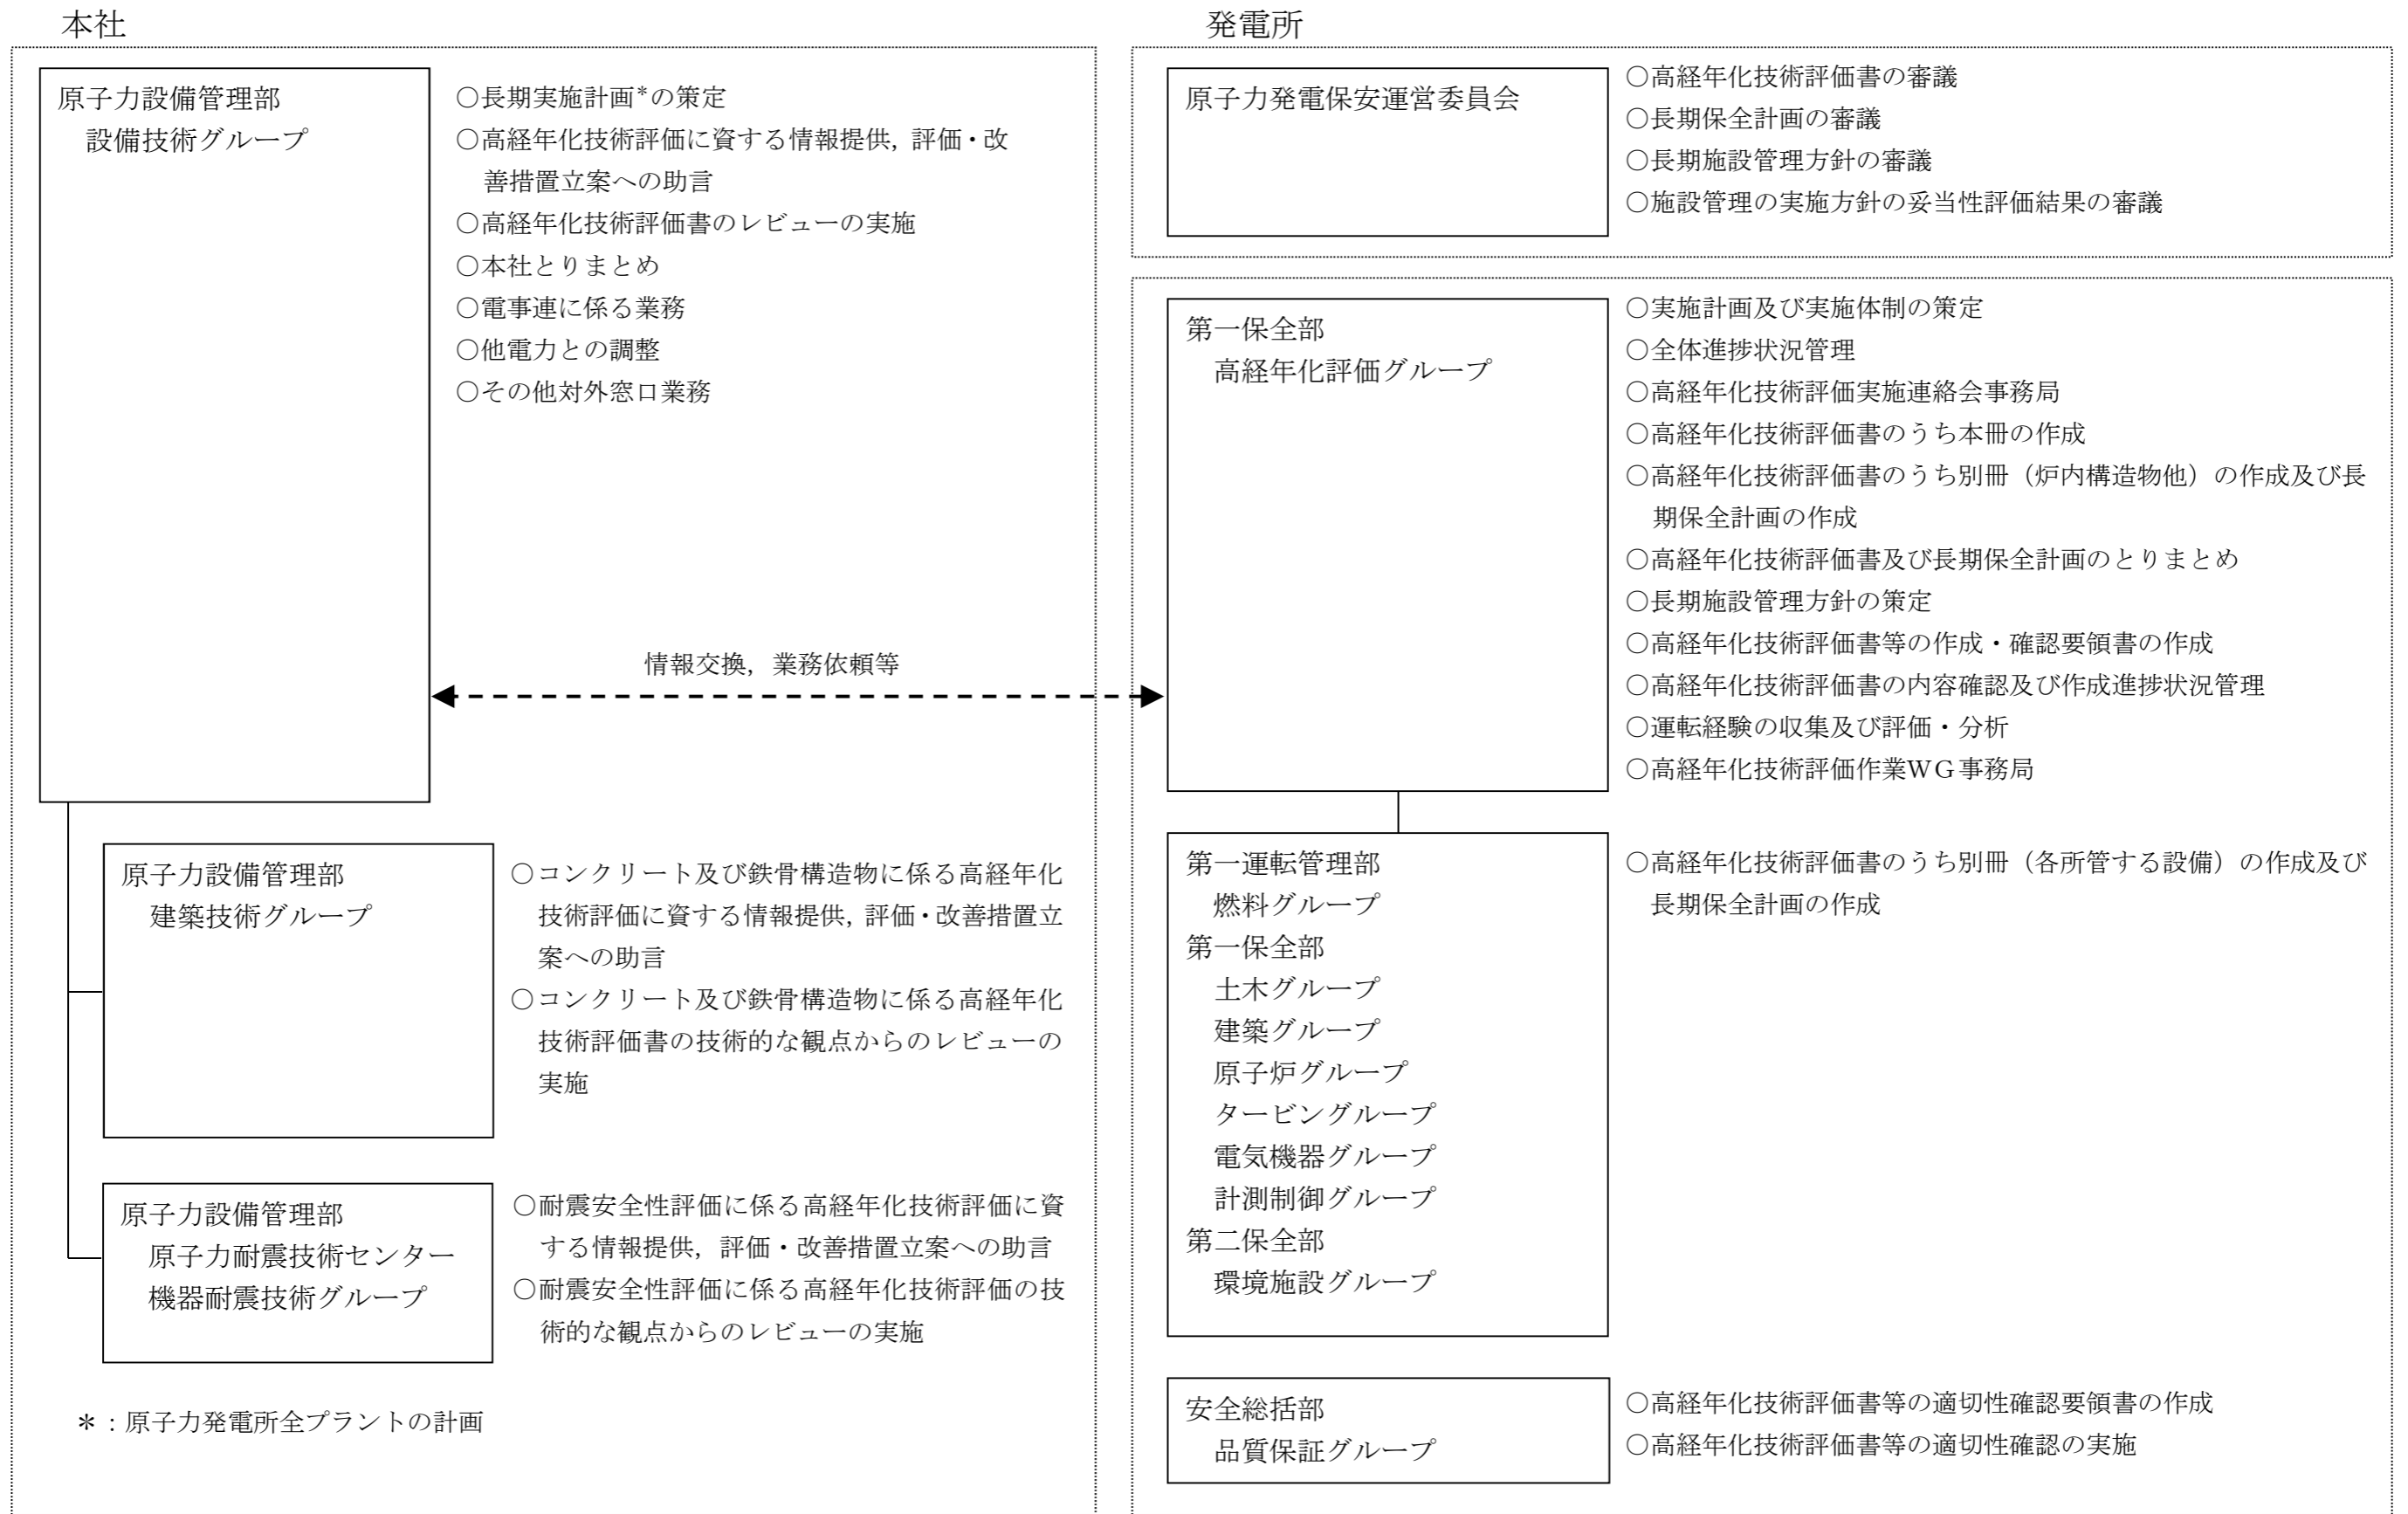 本社
原子力設備管理部
設備技術グループ
○長期実施計画*の策定
○高経年化技術評価に資する情報提供，評価・改
善措置立案への助言
○高経年化技術評価書のレビューの実施
○本社とりまとめ
○電事連に係る業務
○他電力との調整
○その他対外窓口業務
情報交換，業務依頼等
原子力設備管理部
建築技術グループ
○コンクリート及び鉄骨構造物に係る高経年化
技術評価に資する情報提供，評価・改善措置立
案への助言
○コンクリート及び鉄骨構造物に係る高経年化
技術評価書の技術的な観点からのレビューの
実施
原子力設備管理部
原子力耐震技術センター
機器耐震技術グループ
○耐震安全性評価に係る高経年化技術評価に資
する情報提供，評価・改善措置立案への助言
○耐震安全性評価に係る高経年化技術評価の技
術的な観点からのレビューの実施
＊：原子力発電所全プラントの計画
発電所
原子力発電保安運営委員会
○高経年化技術評価書の審議
○長期保全計画の審議
○長期施設管理方針の審議
○施設管理の実施方針の妥当性評価結果の審議
第一保全部
高経年化評価グループ
○実施計画及び実施体制の策定
○全体進捗状況管理
○高経年化技術評価実施連絡会事務局
○高経年化技術評価書のうち本冊の作成
○高経年化技術評価書のうち別冊（炉内構造物他）の作成及び長
期保全計画の作成
○高経年化技術評価書及び長期保全計画のとりまとめ
○長期施設管理方針の策定
○高経年化技術評価書等の作成・確認要領書の作成
○高経年化技術評価書の内容確認及び作成進捗状況管理
○運転経験の収集及び評価・分析
○高経年化技術評価作業ＷＧ事務局
第一運転管理部
燃料グループ
第一保全部
土木グループ
建築グループ
原子炉グループ
タービングループ
電気機器グループ
計測制御グループ
第二保全部
環境施設グループ
○高経年化技術評価書のうち別冊（各所管する設備）の作成及び
長期保全計画の作成
安全総括部
品質保証グループ
○高経年化技術評価書等の適切性確認要領書の作成
○高経年化技術評価書等の適切性確認の実施